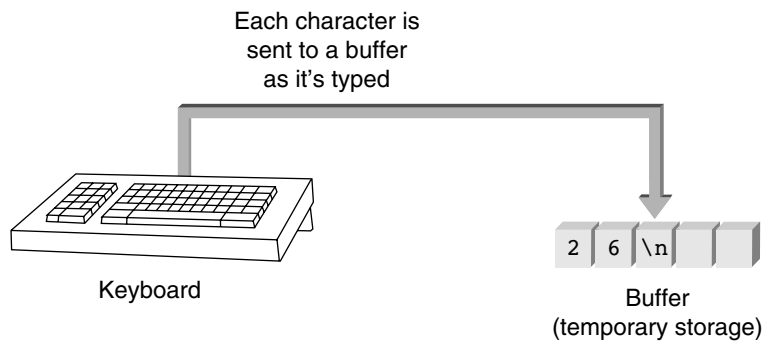 Each character is
sent to a buffer
as it's typed
2 6 \n
Keyboard
Buffer
(temporary storage)